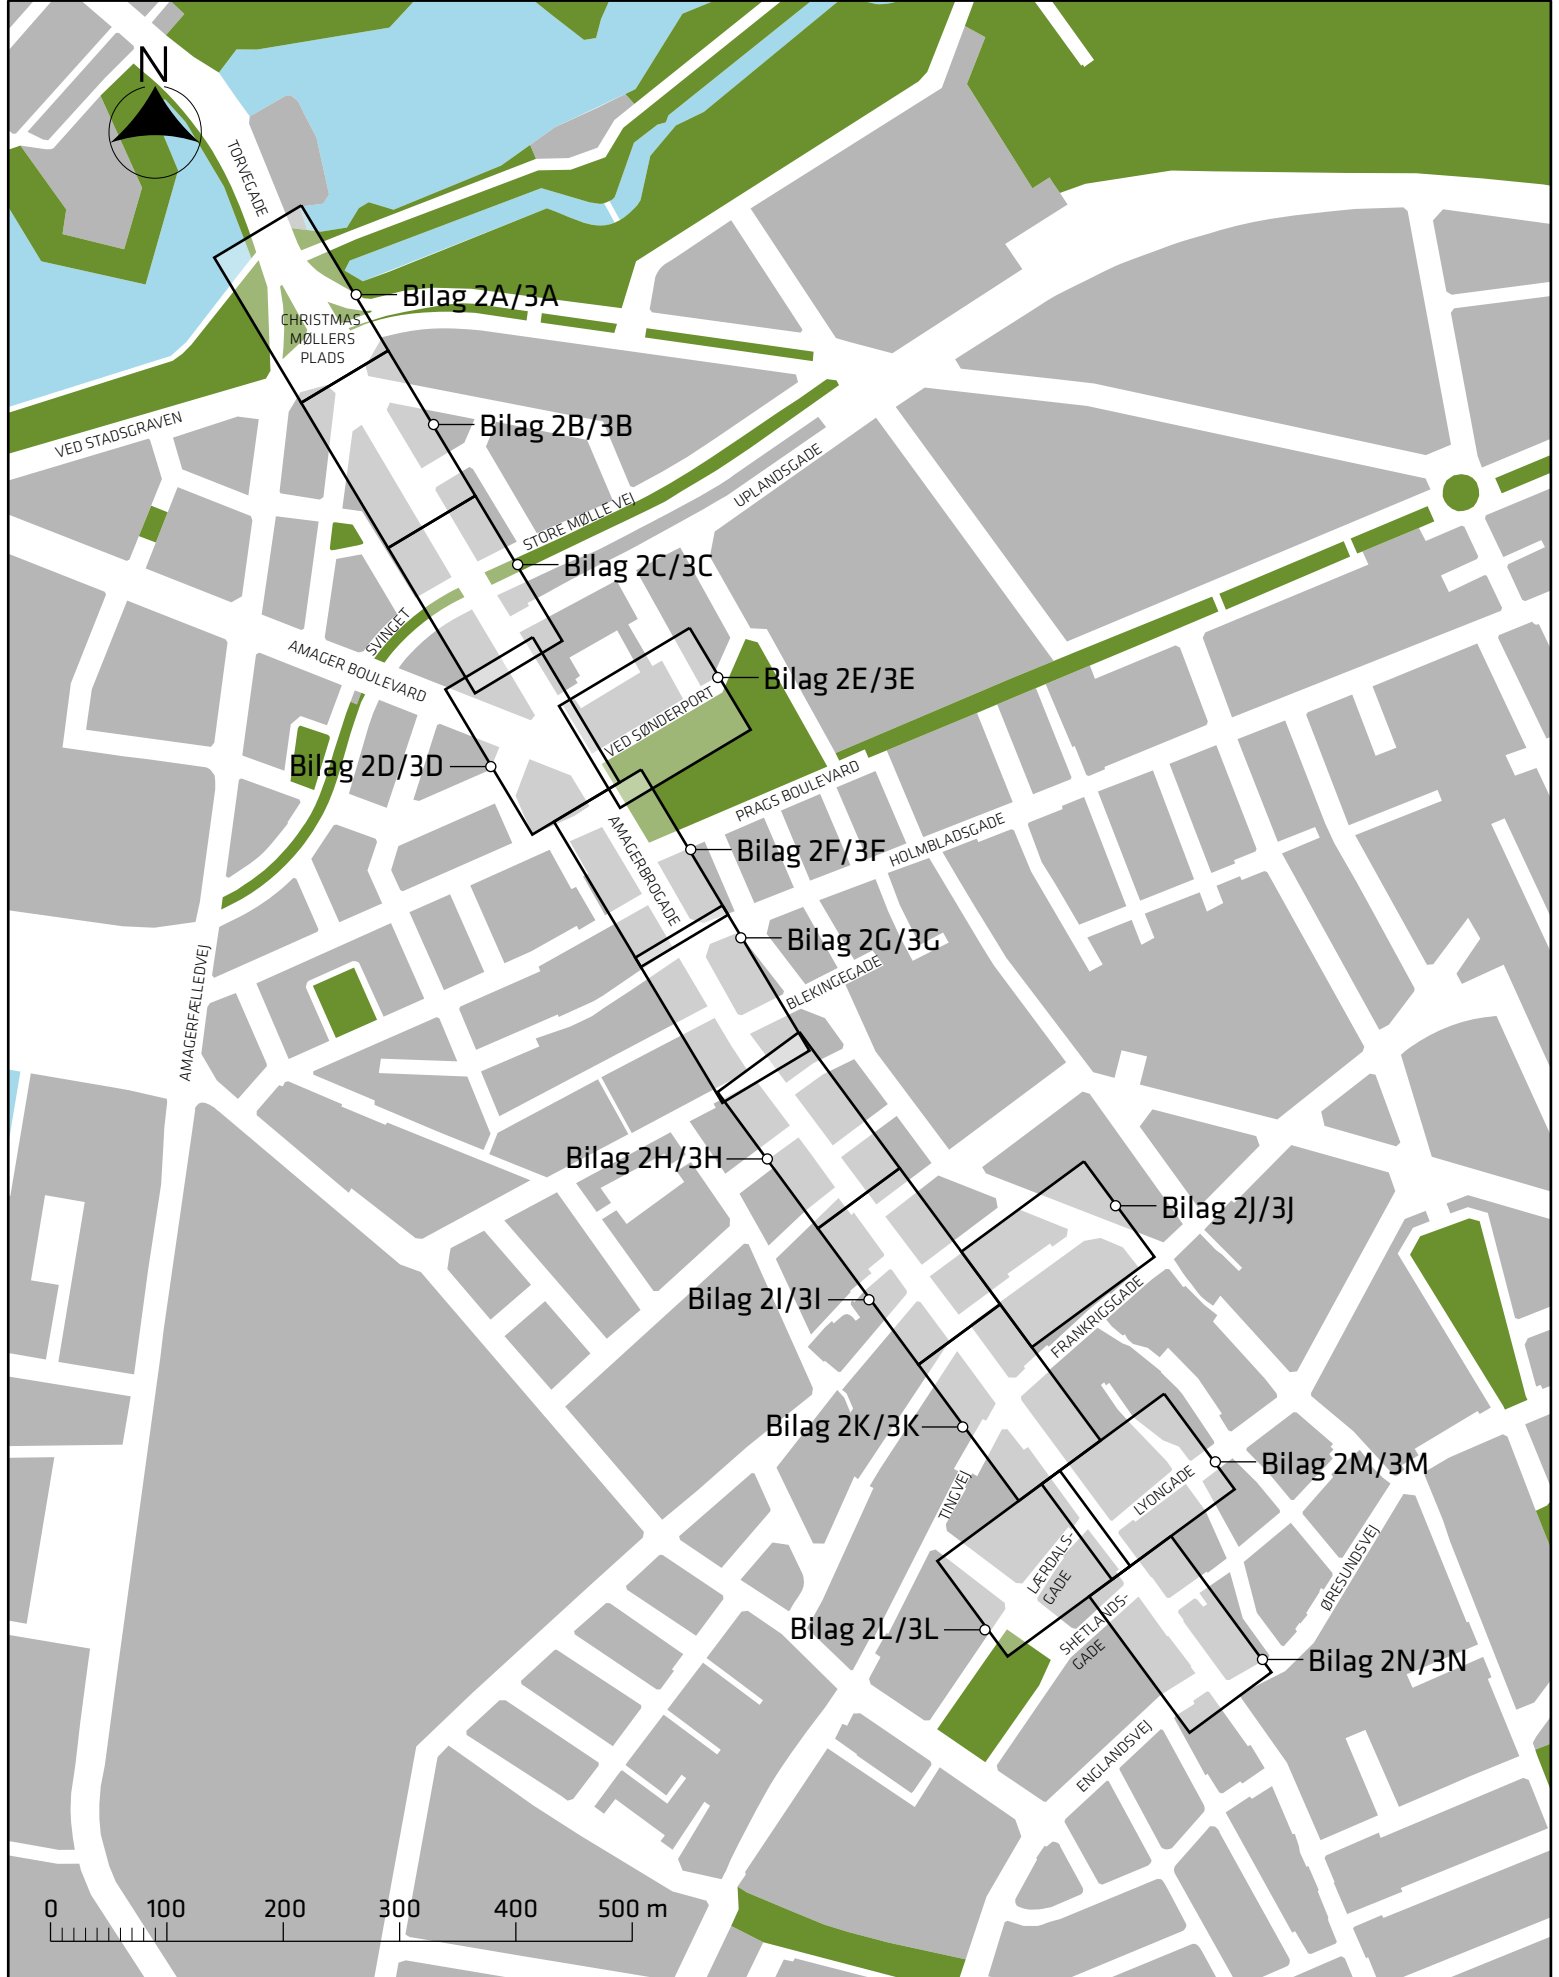 N
TORVEGADE
Bilag 2A/3A
CHRISTMAS
MØLLERS
PLADS
VED STADSGRAVEN
Bilag 2B/3B
UPLANDSGADE
STORE MØLLE VEJ
Bilag 2C/3C
SVINGET
AMAGER BOULEVARD
Bilag 2E/3E
VED SØNDERPORT
Bilag 2D/3D
PRAGS BOULEVARD
HOLMBLADSGADE
Bilag 2F/3F
AMAGERBROGADE
Bilag 2G/3G
BLEKINGEGADE
AMAGERFÆLLEDVEJ
Bilag 2H/3H
Bilag 2J/3J
Bilag 2I/3I
FRANKRIGSGADE
Bilag 2K/3K
Bilag 2M/3M
TINGVEJ
LYONGADE
LÆRDALS-
GADE
ØRESUNDSVEJ
Bilag 2L/3L
SHETLANDS-
GADE
Bilag 2N/3N
ENGLANDSVEJ
0 100 200 300 400 500 m